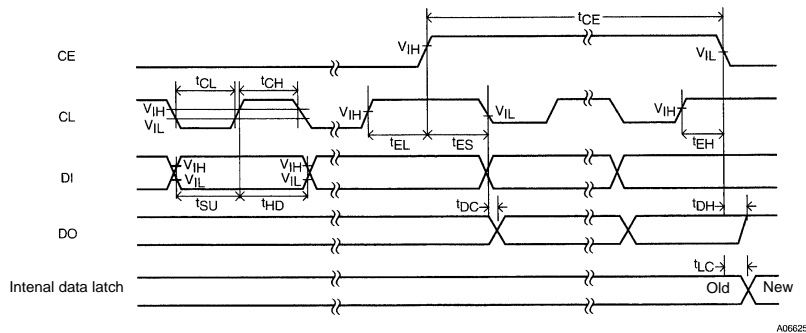 tCE
CE
VIH
VIL
tCL
tCH
CL
VIH
VIL
VIH
VIL
VIH
tEL
tES
tEH
DI
VIH
VIL
VIH
VIL
tSU
tHD
tDC
tDH
DO
tLC
Intenal data latch
Old
New
A06625